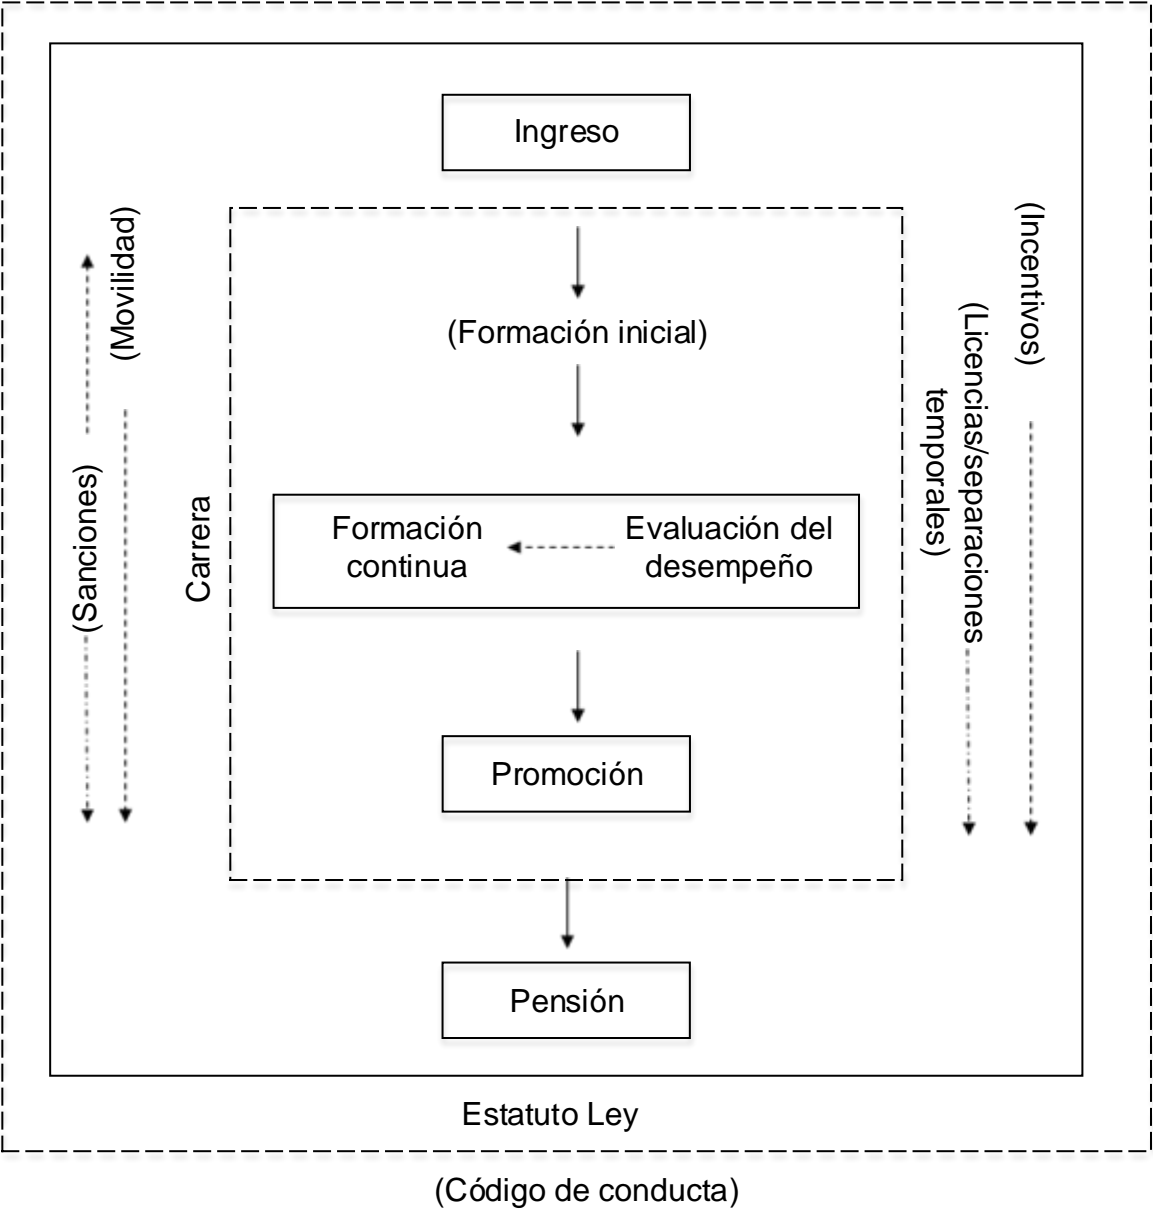 Ingreso
(Movilidad)
(Incentivos)
(Formación inicial)
(Licencias/separaciones
temporales)
(Sanciones)
Carrera
Formación
continua
Evaluación del
desempeño
Promoción
Pensión
Estatuto Ley
(Código de conducta)